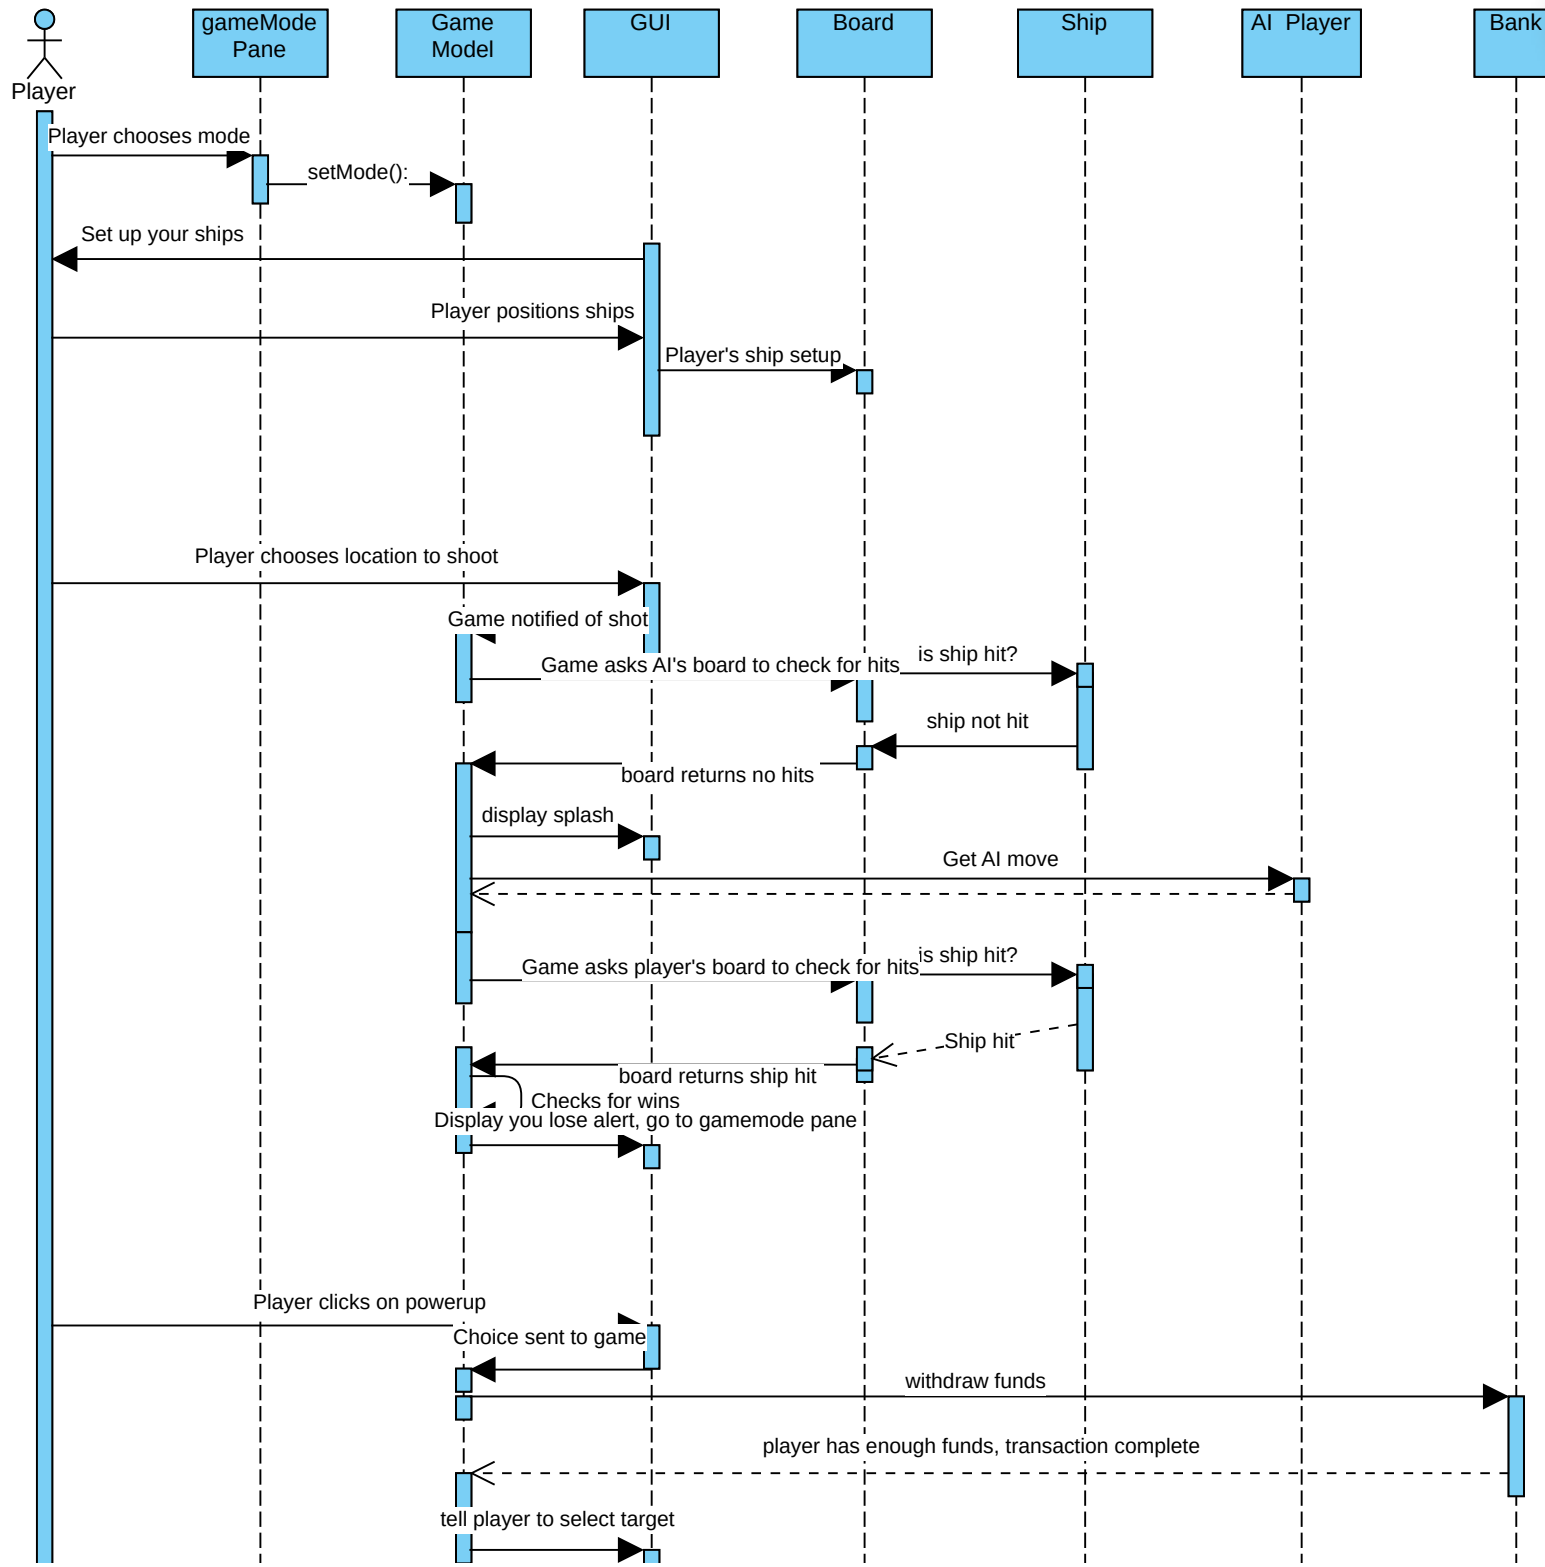 gameMode
Pane
Game
Model
GUI
Board
Ship
AI  Player
Bank
Player
Player chooses mode
setMode():
Set up your ships
Player positions ships
Player's ship setup
Player chooses location to shoot
Game notified of shot
Game asks AI's board to check for hits
is ship hit?
ship not hit
board returns no hits
display splash
Get AI move
Game asks player's board to check for hits
is ship hit?
Ship hit
board returns ship hit
Checks for wins
Display you lose alert, go to gamemode pane
Player clicks on powerup
Choice sent to game
withdraw funds
player has enough funds, transaction complete
tell player to select target